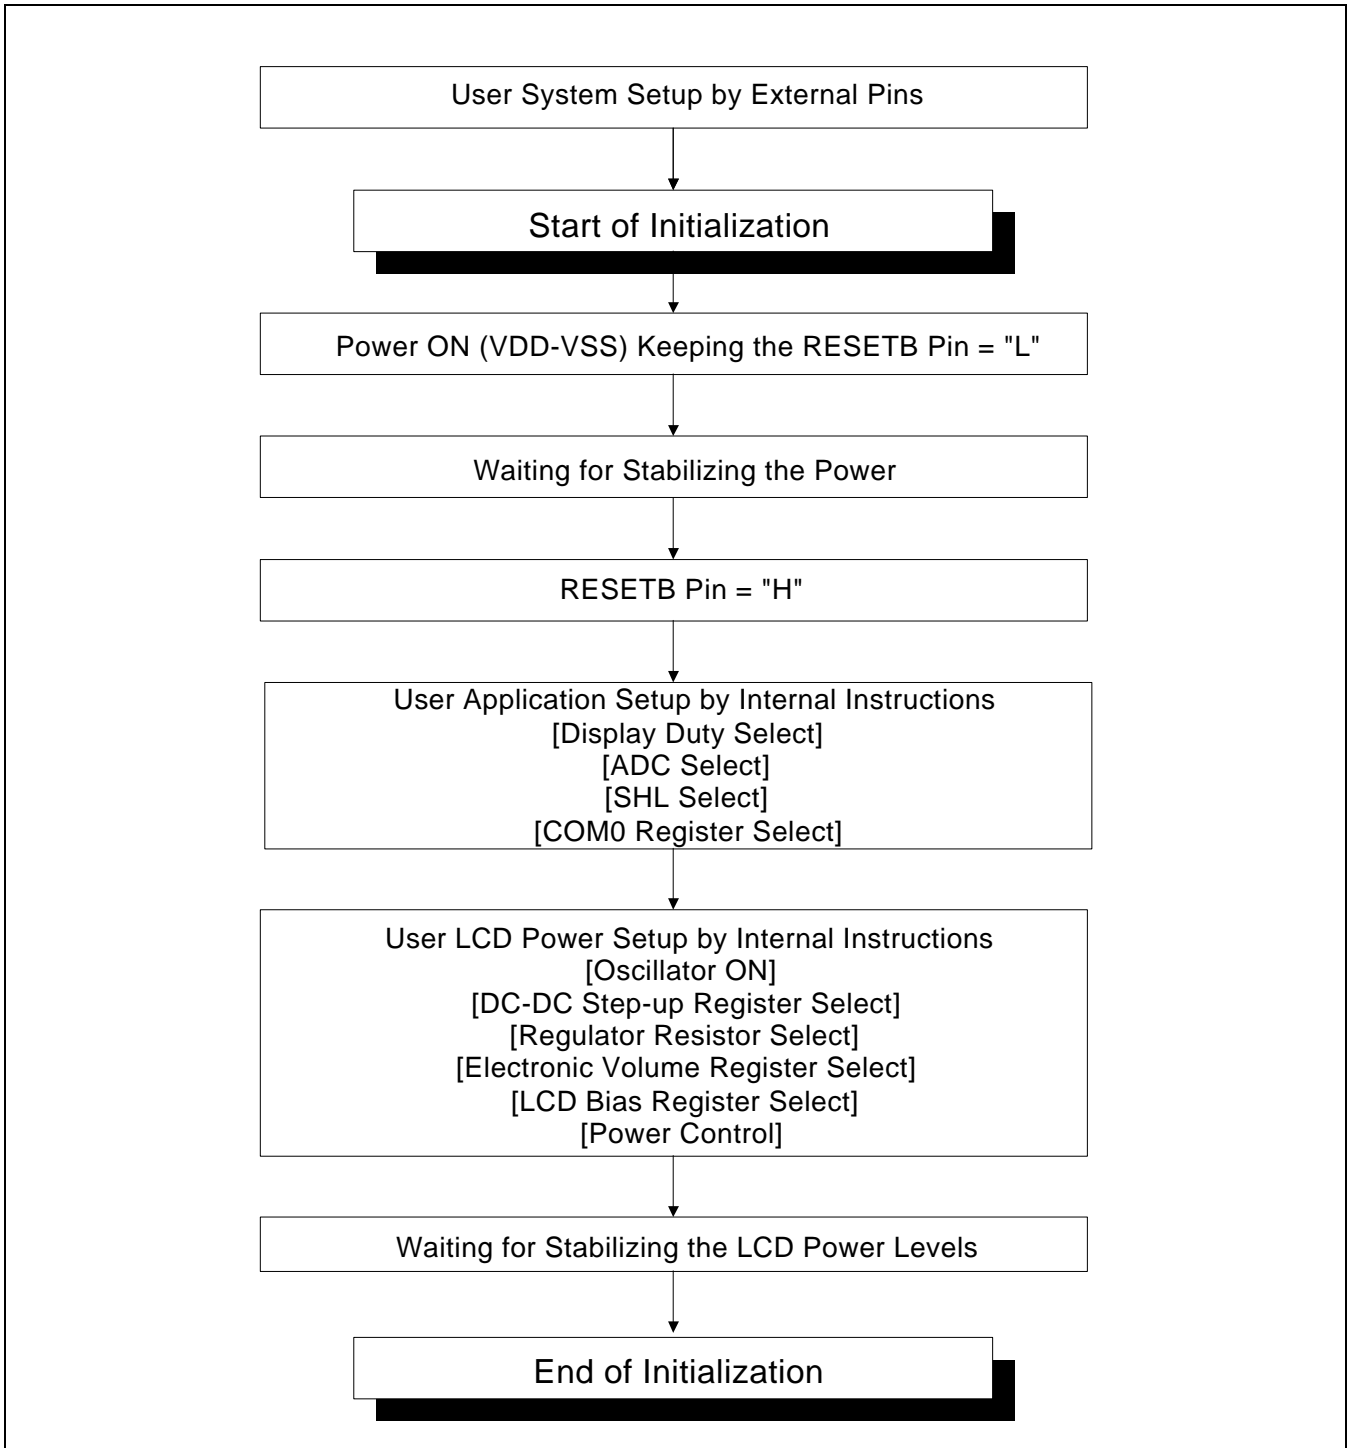 User System Setup by External Pins
Start of Initialization
Power ON (VDD-VSS) Keeping the RESETB Pin = "L"
Waiting for Stabilizing the Power
RESETB Pin = "H"
User Application Setup by Internal Instructions
[Display Duty Select]
[ADC Select]
[SHL Select]
[COM0 Register Select]
User LCD Power Setup by Internal Instructions
[Oscillator ON]
[DC-DC Step-up Register Select]
[Regulator Resistor Select]
[Electronic Volume Register Select]
[LCD Bias Register Select]
[Power Control]
Waiting for Stabilizing the LCD Power Levels
End of Initialization